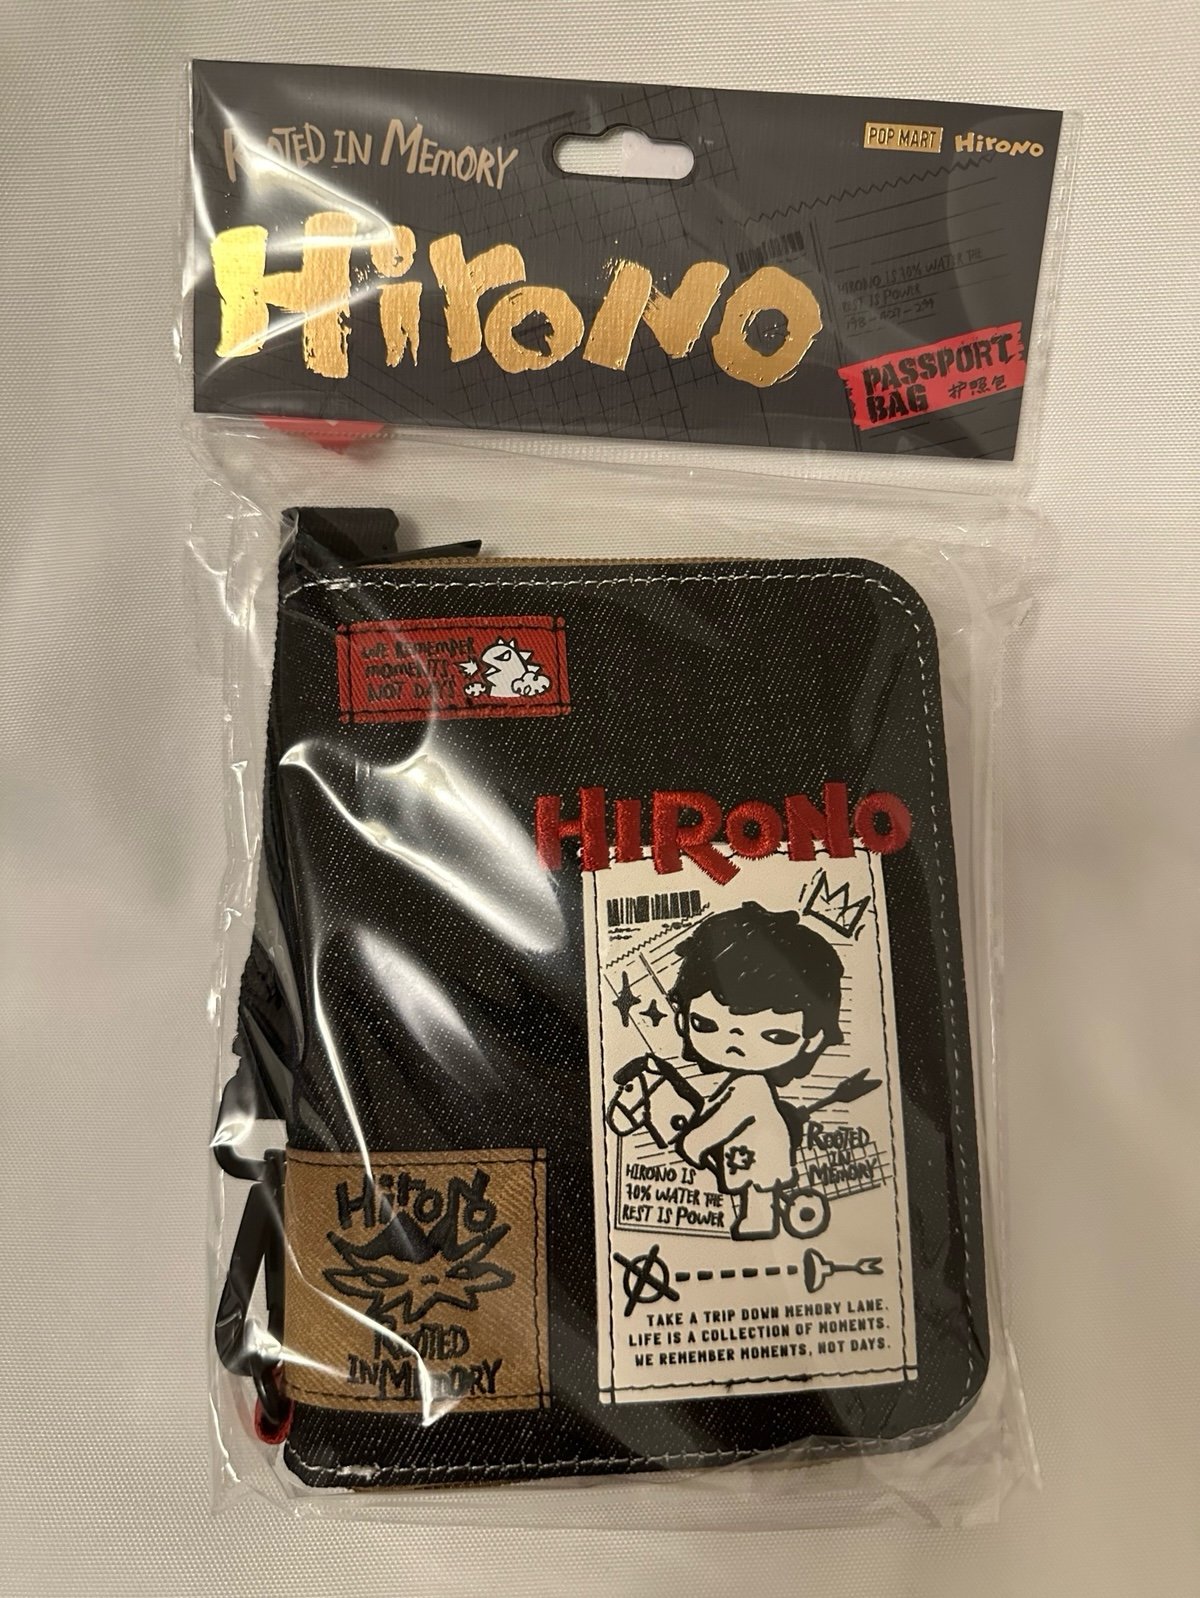 ROOTED IN MEMORY
POP MART HIRONO
HIRONO
HIRONO IS 70% WATER THE
REST IS POWER
PASSPORT
BAG 护照包
WE REMEMBER
MOMENTS,
NOT DAYS
HIRONO
HIRONO IS
70% WATER THE
REST IS POWER
ROOTED
IN
MEMORY
HIRONO
ROOTED
IN MEMORY
TAKE A TRIP DOWN MEMORY LANE.
LIFE IS A COLLECTION OF MOMENTS.
WE REMEMBER MOMENTS, NOT DAYS.